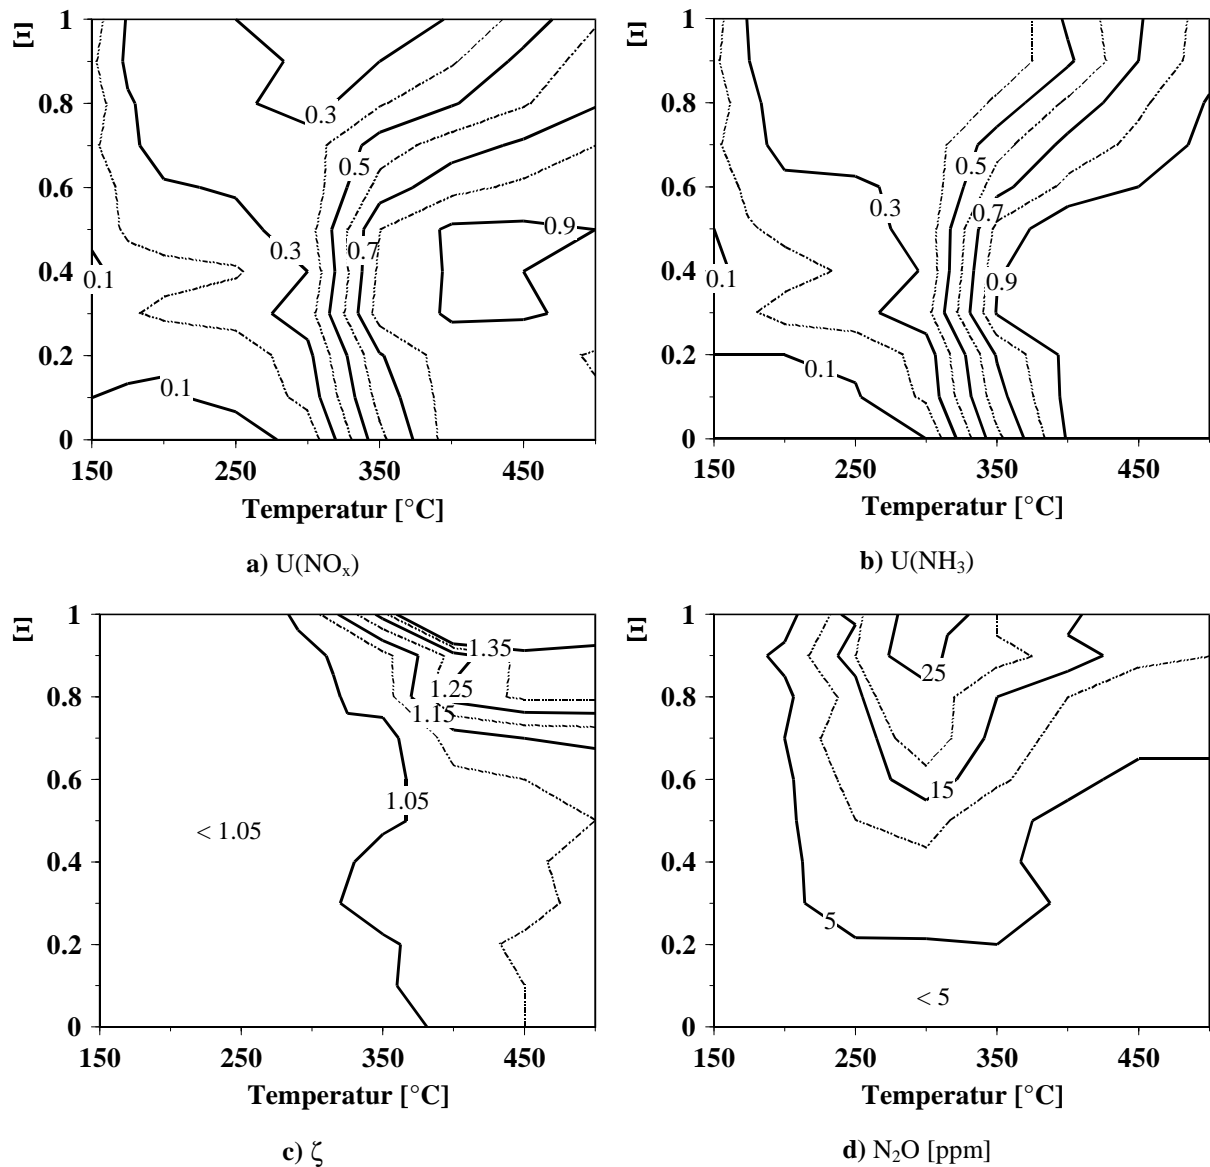 Ξ
1
0.8
0.6
0.4
0.2
0
0.3
0.5
0.9
0.3
0.7
0.1
0.1
150 250 350 450
Temperatur [°C]
a) U(NOx)
Ξ
1
0.8
0.6
0.4
0.2
0
0.5
0.3
0.7
0.1
0.9
0.1
150 250 350 450
Temperatur [°C]
b) U(NH3)
Ξ
1
0.8
0.6
0.4
0.2
0
1.35
1.25
1.15
1.05
< 1.05
150 250 350 450
Temperatur [°C]
c) ζ
Ξ
1
0.8
0.6
0.4
0.2
0
25
15
5
< 5
150 250 350 450
Temperatur [°C]
d) N2O [ppm]